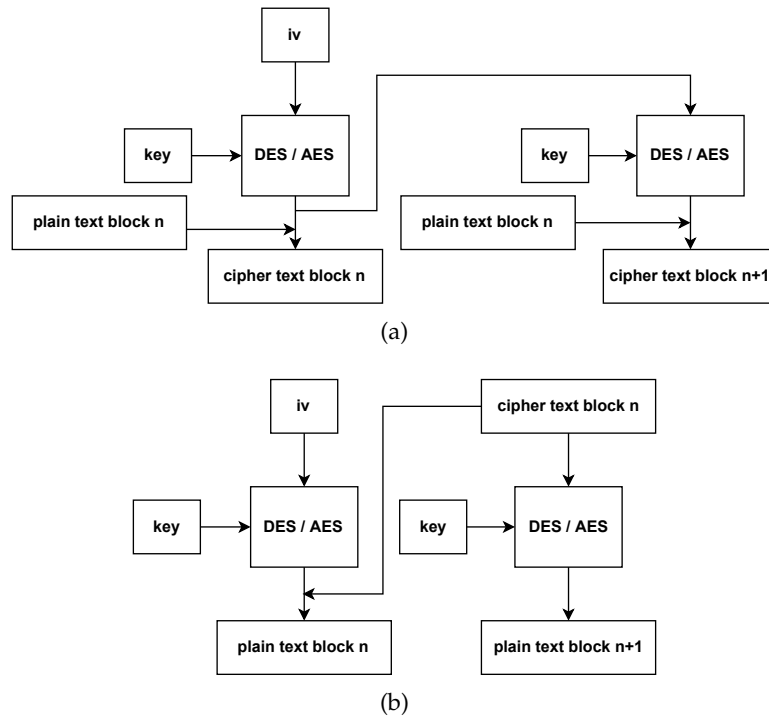 iv
key
DES / AES
key
DES / AES
plain text block n
plain text block n
cipher text block n
cipher text block n+1
(a)
iv
cipher text block n
key
DES / AES
key
DES / AES
plain text block n
plain text block n+1
(b)